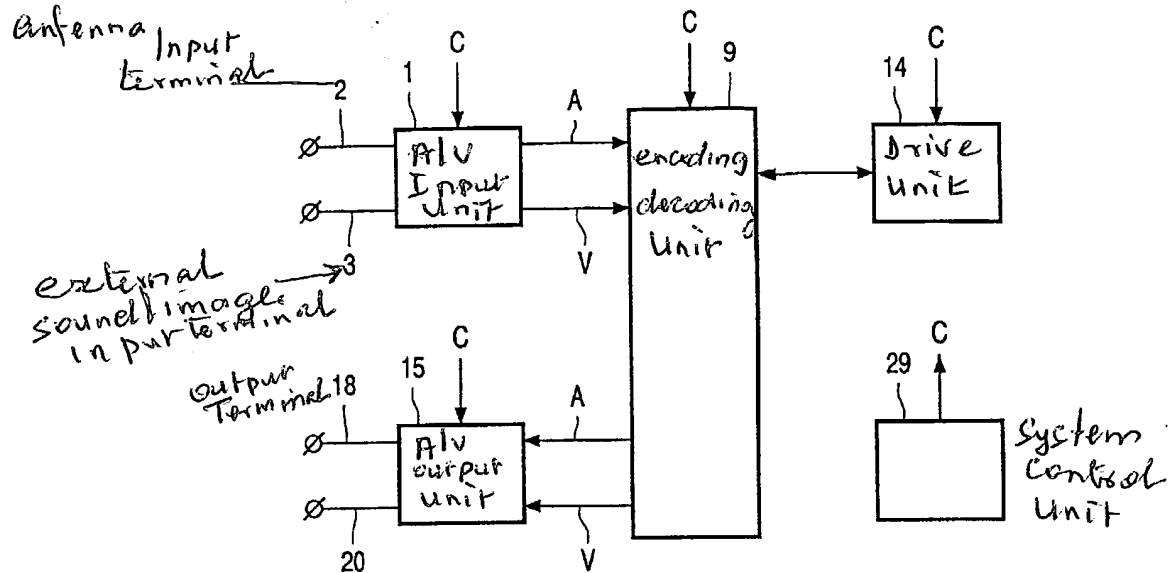 antenna
Input
terminal
2
1
C
A
C
9
14
C
A/V
Input
Unit
encoding
decoding
Unit
Drive
Unit
3
V
external
sound/image
input terminal
output
Terminal 18
15
C
A
29
C
A/V
output
unit
System
Control
Unit
20
V